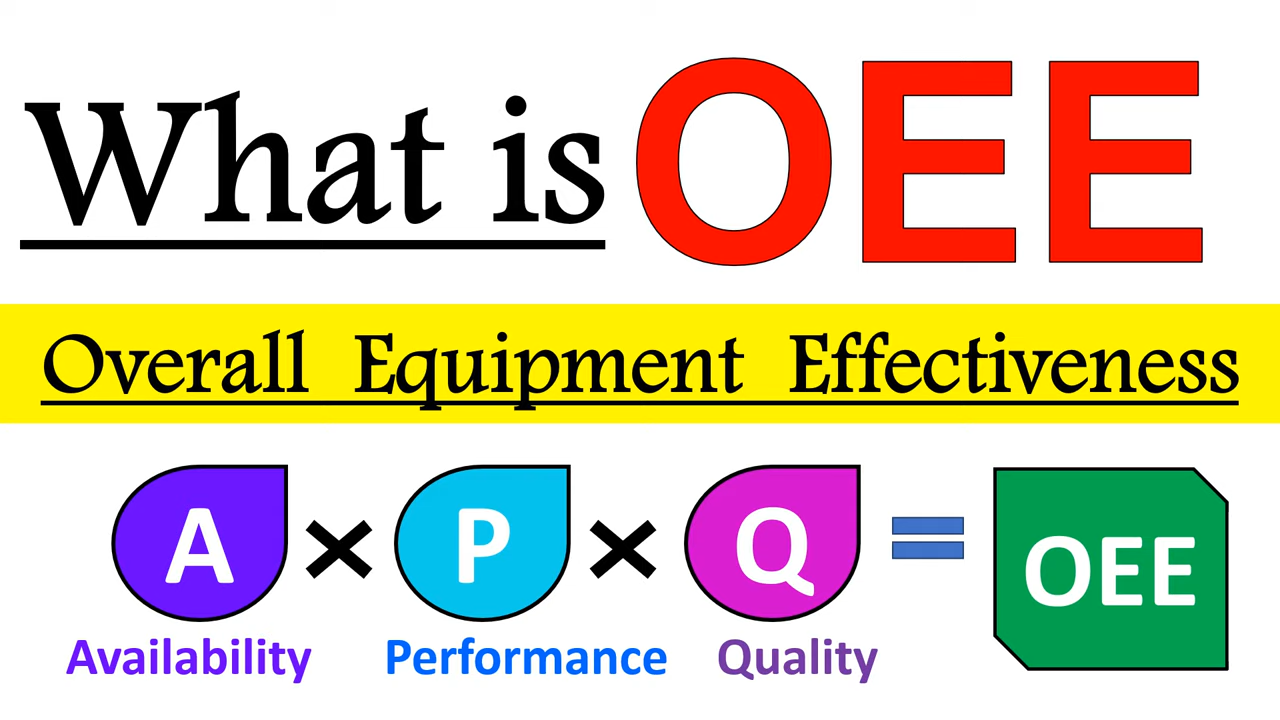 What is OEE
Overall Equipment Effectiveness
A × P × Q = OEE
Availability Performance Quality